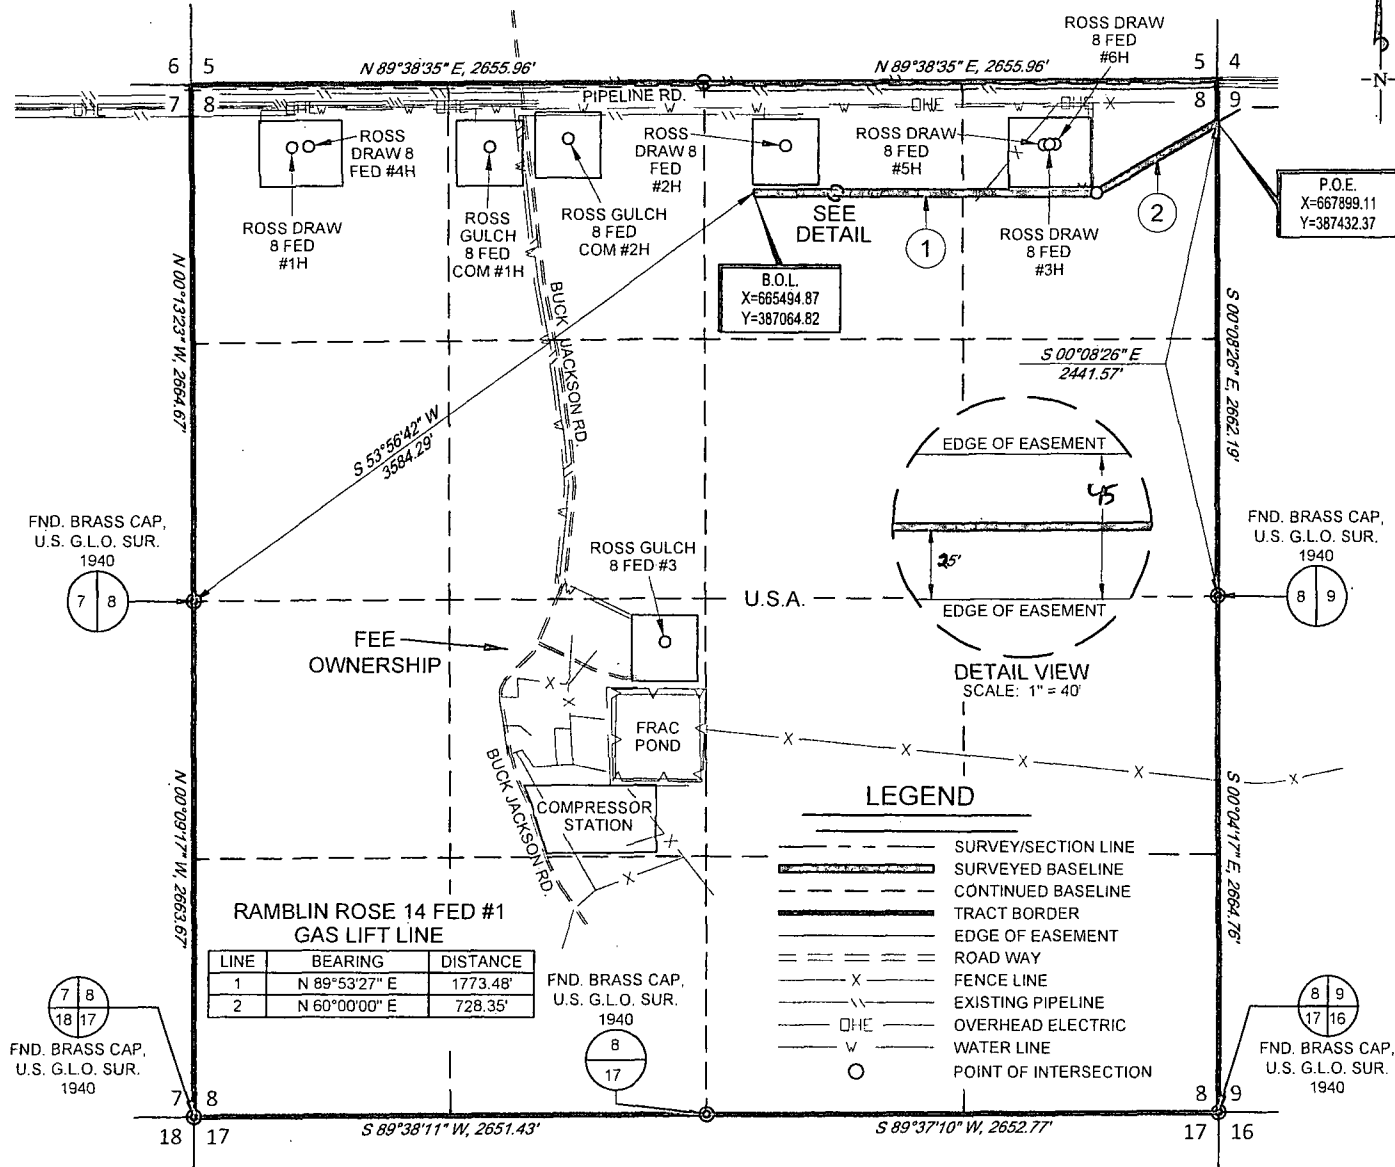 ROSS DRAW
8 FED
#6H
6 5
N 89°38'35" E, 2655.96'
N 89°38'35" E, 2655.96'
5 4
N
7 8
OHE
OHE
OHE
PIPELINE RD.
W
W
W
OHE
W
OHE
X
8 9
ROSS
DRAW 8
FED #4H
ROSS
DRAW 8
FED
#2H
ROSS DRAW
8 FED
#5H
P.O.E.
X=667899.11
Y=387432.37
ROSS DRAW
8 FED
#1H
ROSS
GULCH
8 FED
COM #1H
ROSS GULCH
8 FED
COM #2H
SEE
DETAIL
1
2
ROSS DRAW
8 FED
#3H
B.O.L.
X=665494.87
Y=387064.82
N 00°13'23" W, 2664.67'
BUCK JACKSON RD.
S 00°08'26" E, 2662.19'
S 00°08'26" E
2441.57'
S 53°56'42" W
3584.29'
EDGE OF EASEMENT
45
25'
EDGE OF EASEMENT
DETAIL VIEW
SCALE: 1" = 40'
FND. BRASS CAP,
U.S. G.L.O. SUR.
1940
7 8
ROSS GULCH
8 FED #3
U.S.A.
FND. BRASS CAP,
U.S. G.L.O. SUR.
1940
8 9
FEE
OWNERSHIP
X
X
FRAC
POND
X
X
X
X
X
BUCK JACKSON RD.
COMPRESSOR
STATION
X
X
N 00°09'17" W, 2663.67'
S 00°04'47" E, 2664.76'
LEGEND
SURVEY/SECTION LINE
SURVEYED BASELINE
CONTINUED BASELINE
TRACT BORDER
EDGE OF EASEMENT
ROAD WAY
X FENCE LINE
\\ EXISTING PIPELINE
OHE OVERHEAD ELECTRIC
W WATER LINE
POINT OF INTERSECTION
RAMBLIN ROSE 14 FED #1
GAS LIFT LINE
LINE BEARING DISTANCE
1 N 89°53'27" E 1773.48'
2 N 60°00'00" E 728.35'
FND. BRASS CAP,
U.S. G.L.O. SUR.
1940
8
17
7 8
18 17
FND. BRASS CAP,
U.S. G.L.O. SUR.
1940
8 9
17 16
FND. BRASS CAP,
U.S. G.L.O. SUR.
1940
7 8
18 17
S 89°38'11" W, 2651.43'
S 89°37'10" W, 2652.77'
8 9
17 16